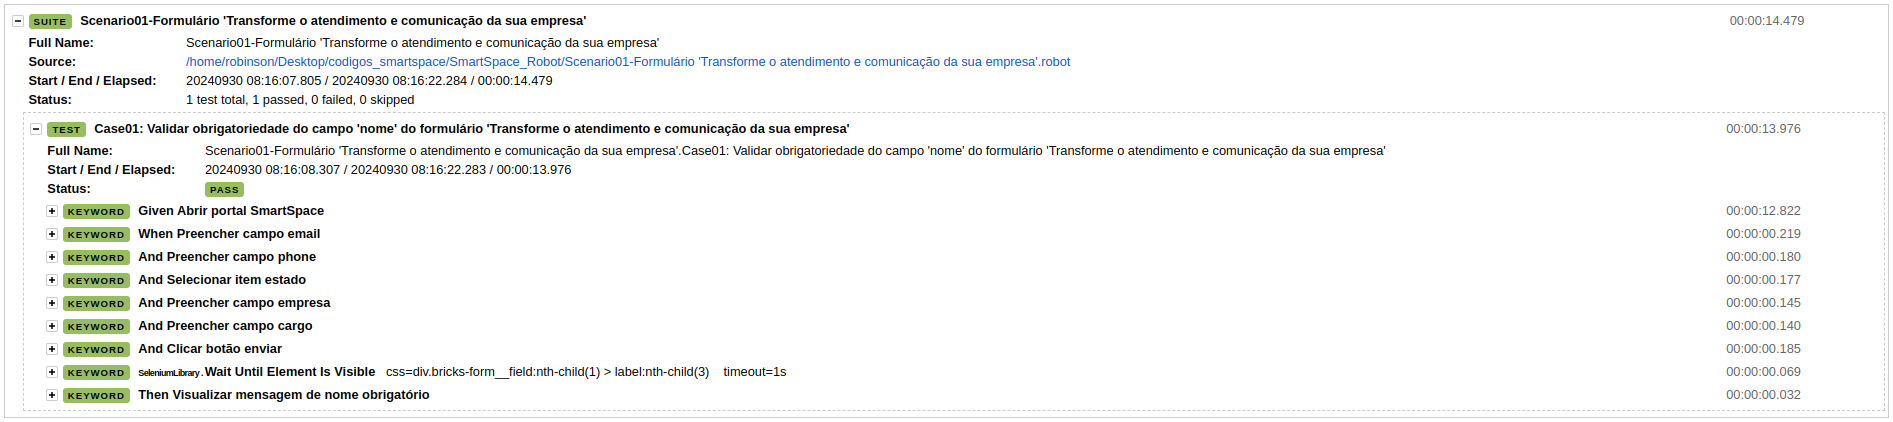 SUITE Scenario01-Formulário 'Transforme o atendimento e comunicação da sua empresa' 00:00:14.479
Full Name: Scenario01-Formulário 'Transforme o atendimento e comunicação da sua empresa'
Source: /home/robinson/Desktop/codigos_smartspace/SmartSpace_Robot/Scenario01-Formulário 'Transforme o atendimento e comunicação da sua empresa'.robot
Start / End / Elapsed: 20240930 08:16:07.805 / 20240930 08:16:22.284 / 00:00:14.479
Status: 1 test total, 1 passed, 0 failed, 0 skipped
TEST Case01: Validar obrigatoriedade do campo 'nome' do formulário 'Transforme o atendimento e comunicação da sua empresa' 00:00:13.976
Full Name: Scenario01-Formulário 'Transforme o atendimento e comunicação da sua empresa'.Case01: Validar obrigatoriedade do campo 'nome' do formulário 'Transforme o atendimento e comunicação da sua empresa'
Start / End / Elapsed: 20240930 08:16:08.307 / 20240930 08:16:22.283 / 00:00:13.976
Status: PASS
KEYWORD Given Abrir portal SmartSpace 00:00:12.822
KEYWORD When Preencher campo email 00:00:00.219
KEYWORD And Preencher campo phone 00:00:00.180
KEYWORD And Selecionar item estado 00:00:00.177
KEYWORD And Preencher campo empresa 00:00:00.145
KEYWORD And Preencher campo cargo 00:00:00.140
KEYWORD And Clicar botão enviar 00:00:00.185
KEYWORD SeleniumLibrary.Wait Until Element Is Visible css=div.bricks-form__field:nth-child(1) > label:nth-child(3) timeout=1s 00:00:00.069
KEYWORD Then Visualizar mensagem de nome obrigatório 00:00:00.032